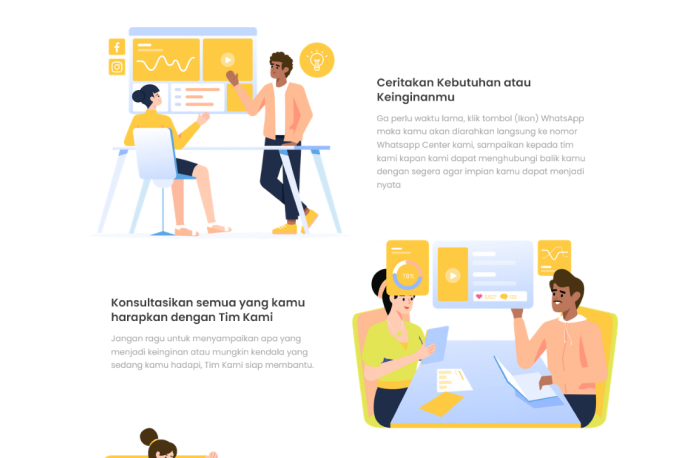 Ceritakan Kebutuhan atau
Keinginanmu
Ga perlu waktu lama, klik tombol (Ikon) WhatsApp
maka kamu akan diarahkan langsung ke nomor
Whatsapp Center kami, sampaikan kepada tim
kami kapan kami dapat menghubungi balik kamu
dengan segera agar impian kamu dapat menjadi
nyata
Konsultasikan semua yang kamu
harapkan dengan Tim Kami
Jangan ragu untuk menyampaikan apa yang
menjadi keinginan atau mungkin kendala yang
sedang kamu hadapi, Tim Kami siap membantu.